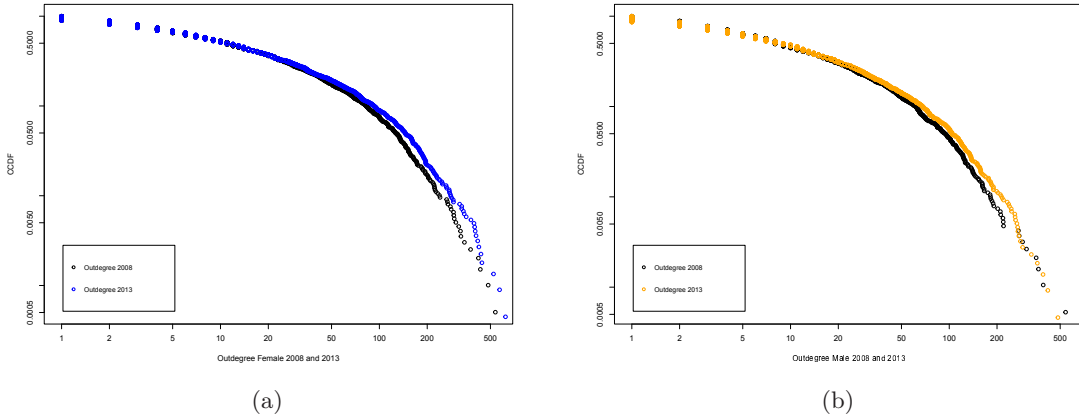 CCDF
0.5000
0.0500
0.0050
0.0005
Outdegree 2008
Outdegree 2013
1 2 5 10 20 50 100 200 500
Outdegree Female 2008 and 2013
(a)
CCDF
0.5000
0.0500
0.0050
0.0005
Outdegree 2008
Outdegree 2013
1 2 5 10 20 50 100 200 500
Outdegree Male 2008 and 2013
(b)